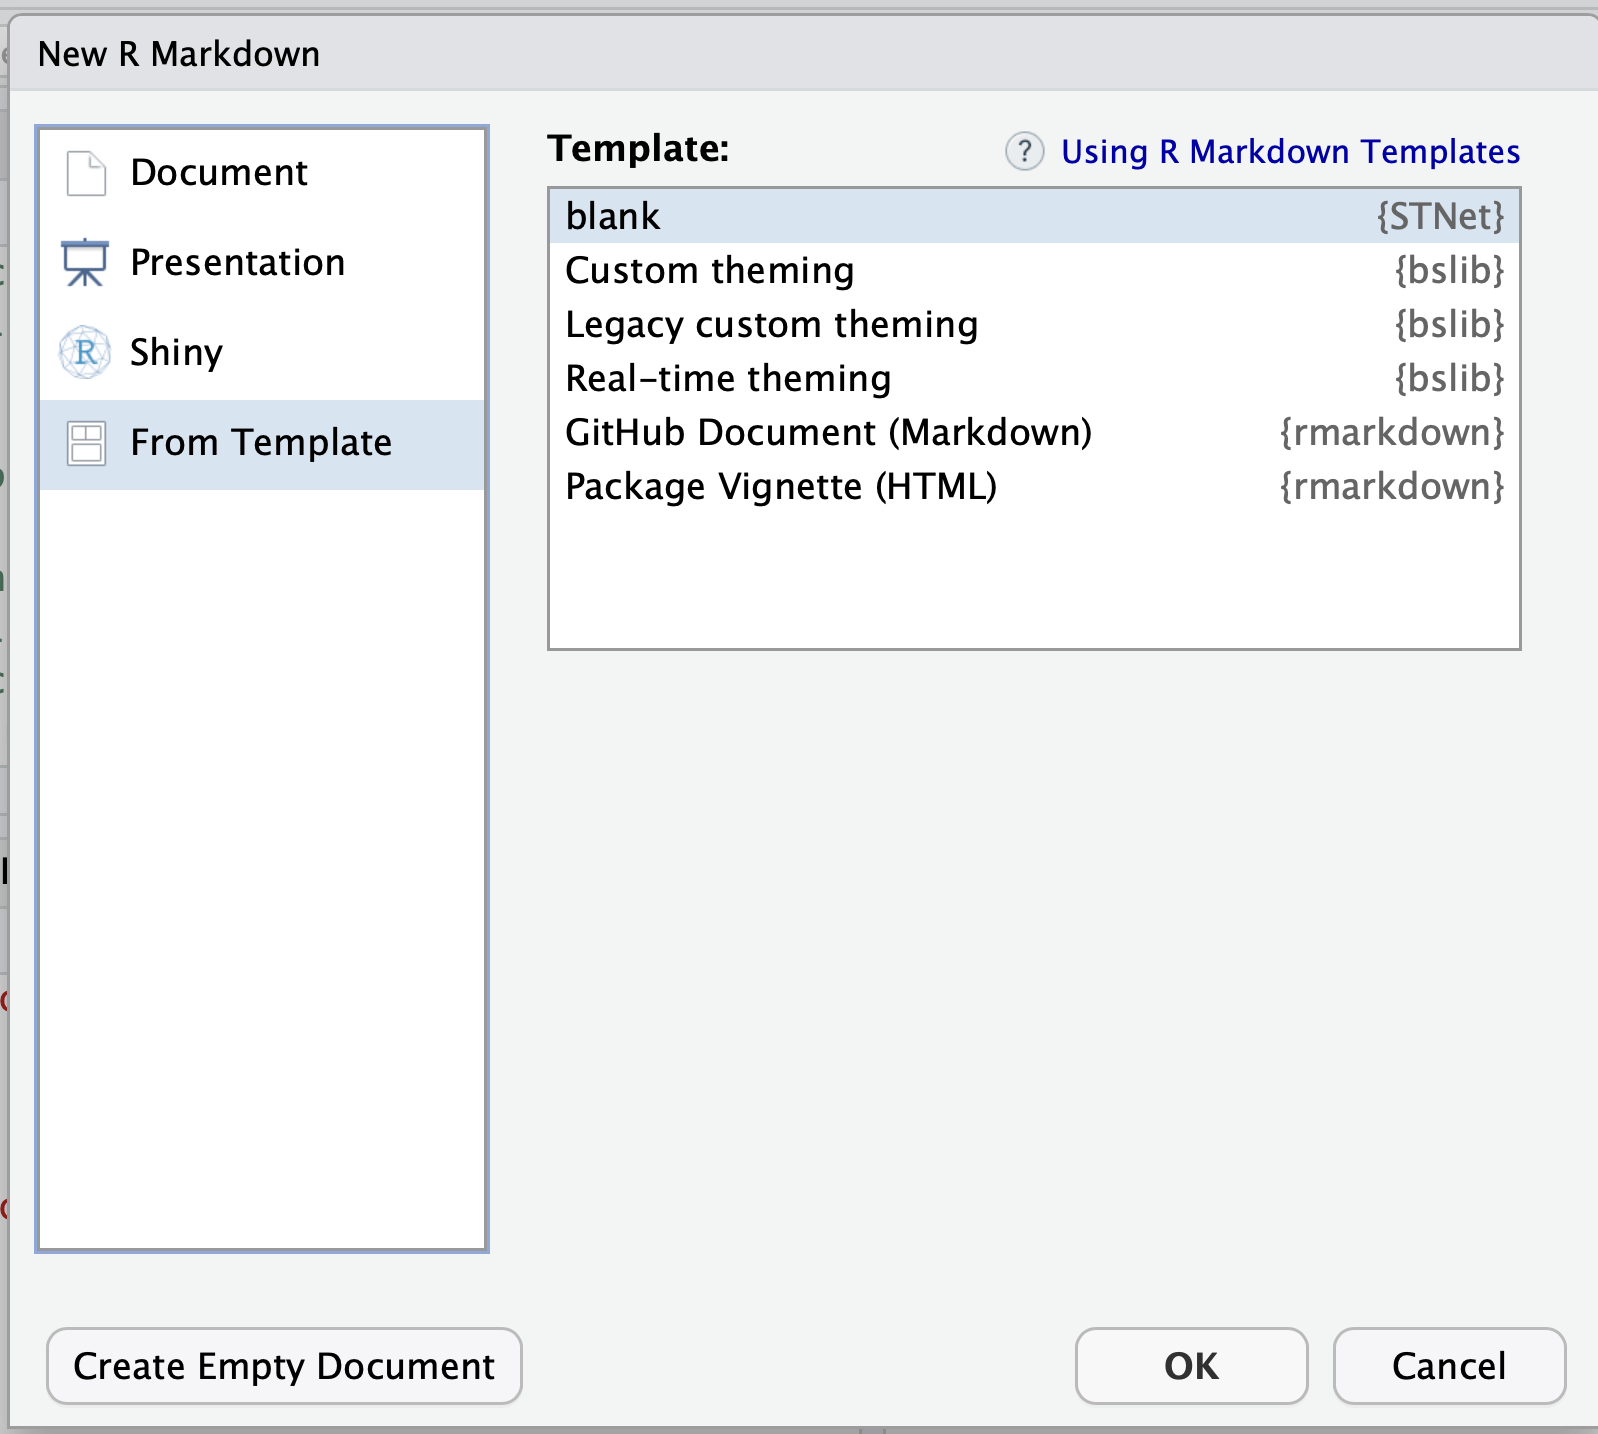 New R Markdown
Document
Presentation
Shiny
From Template
Template:
? Using R Markdown Templates
blank {STNet}
Custom theming {bslib}
Legacy custom theming {bslib}
Real-time theming {bslib}
GitHub Document (Markdown) {rmarkdown}
Package Vignette (HTML) {rmarkdown}
Create Empty Document
OK
Cancel